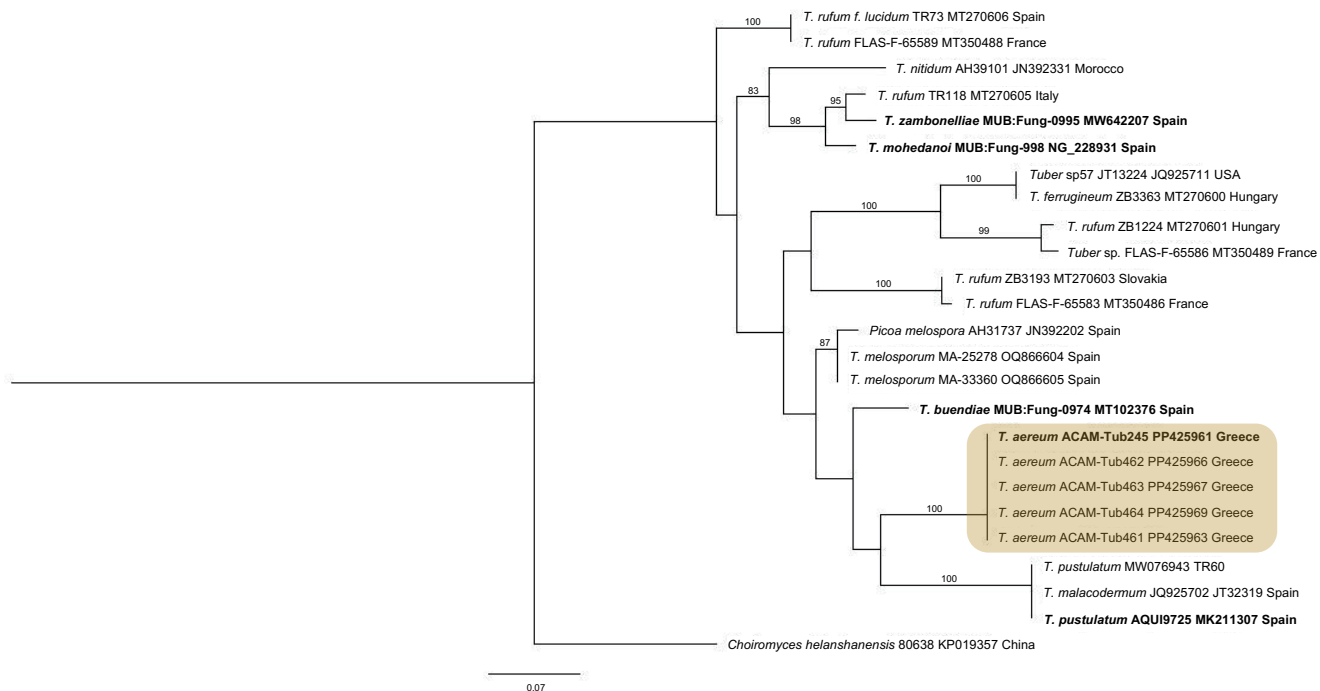 100
T. rufum f. lucidum TR73 MT270606 Spain
T. rufum FLAS-F-65589 MT350488 France
T. nitidum AH39101 JN392331 Morocco
83
95
T. rufum TR118 MT270605 Italy
98
T. zambonelliae MUB:Fung-0995 MW642207 Spain
T. mohedanoi MUB:Fung-998 NG_228931 Spain
100
Tuber sp57 JT13224 JQ925711 USA
T. ferrugineum ZB3363 MT270600 Hungary
100
T. rufum ZB1224 MT270601 Hungary
99
Tuber sp. FLAS-F-65586 MT350489 France
T. rufum ZB3193 MT270603 Slovakia
100
T. rufum FLAS-F-65583 MT350486 France
Picoa melospora AH31737 JN392202 Spain
87
T. melosporum MA-25278 OQ866604 Spain
T. melosporum MA-33360 OQ866605 Spain
T. buendiae MUB:Fung-0974 MT102376 Spain
T. aereum ACAM-Tub245 PP425961 Greece
T. aereum ACAM-Tub462 PP425966 Greece
T. aereum ACAM-Tub463 PP425967 Greece
100
T. aereum ACAM-Tub464 PP425969 Greece
T. aereum ACAM-Tub461 PP425963 Greece
T. pustulatum MW076943 TR60
100
T. malacodermum JQ925702 JT32319 Spain
T. pustulatum AQUI9725 MK211307 Spain
Choiromyces helanshanensis 80638 KP019357 China
0.07